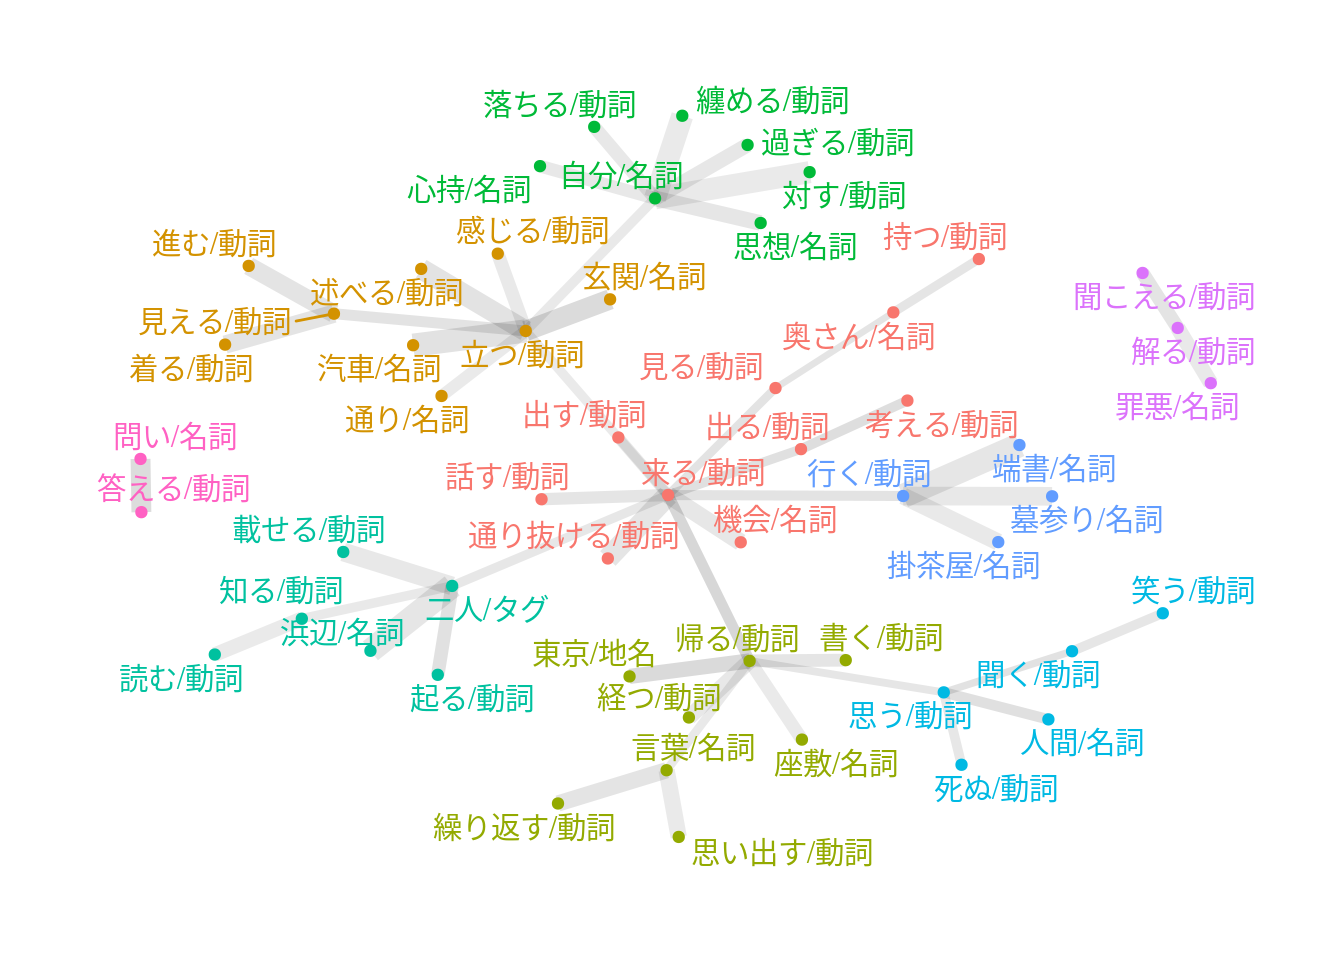 落ちる/動詞
纏める/動詞
過ぎる/動詞
心持/名詞
自分/名詞
対す/動詞
思想/名詞
感じる/動詞
進む/動詞
持つ/動詞
玄関/名詞
述べる/動詞
聞こえる/動詞
見える/動詞
奥さん/名詞
着る/動詞
汽車/名詞
立つ/動詞
見る/動詞
解る/動詞
通り/名詞
出す/動詞
出る/動詞
考える/動詞
罪悪/名詞
問い/名詞
話す/動詞
来る/動詞
行く/動詞
端書/名詞
答える/動詞
載せる/動詞
通り抜ける/動詞
機会/名詞
墓参り/名詞
掛茶屋/名詞
知る/動詞
二人/タグ
笑う/動詞
浜辺/名詞
東京/地名
帰る/動詞
書く/動詞
読む/動詞
起る/動詞
経つ/動詞
聞く/動詞
思う/動詞
言葉/名詞
座敷/名詞
人間/名詞
死ぬ/動詞
繰り返す/動詞
思い出す/動詞